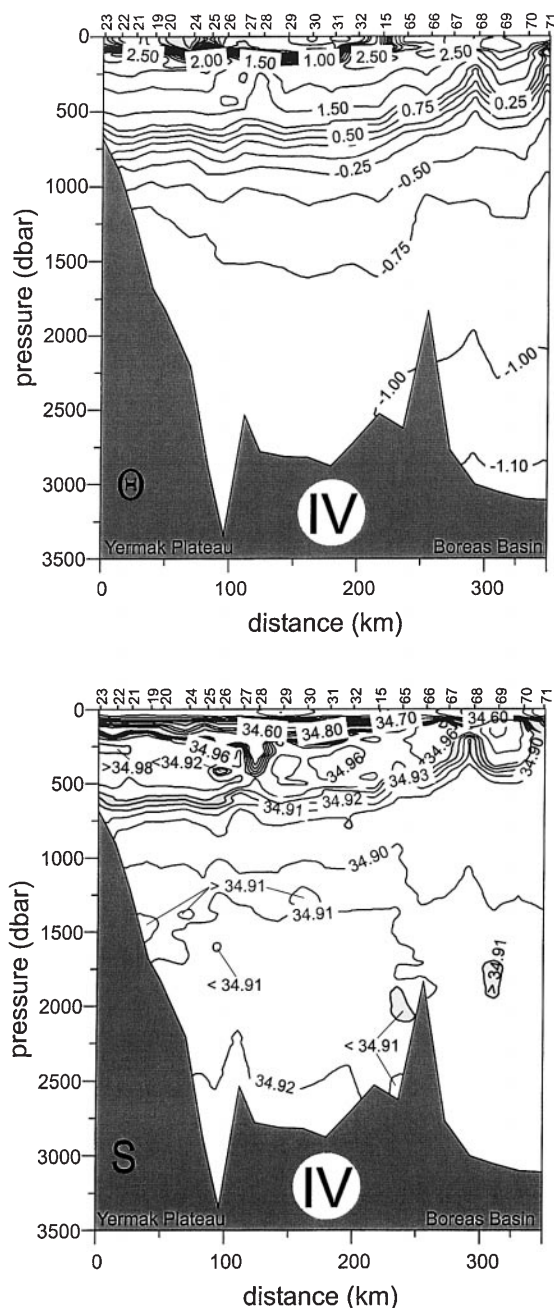 23 22 21 19 20 24 25 26 27 28 29 30 31 32 14 15 65 66 67 68 69 70 71
0
2.50 2.00 1.50 1.00 2.50 2.50
500
1.50 0.75 0.25
0.50
-0.25 -0.50
1000
-0.75
1500
2000
-1.00 -1.00
2500
-1.10
3000
Θ
IV
Yermak Plateau Boreas Basin
3500
pressure (dbar)
0 100 200 300
distance (km)
23 22 21 19 20 24 25 26 27 28 29 30 31 32 14 15 65 66 67 68 69 70 71
0
34.60 34.80 34.70 34.60
34.96 34.96 34.90
>34.98 <34.92 34.96
500
34.93
34.91 34.92
1000
34.90
> 34.91
34.91
1500
< 34.91 > 34.91
2000
< 34.91
2500
34.92
3000
S
IV
Yermak Plateau Boreas Basin
3500
pressure (dbar)
0 100 200 300
distance (km)